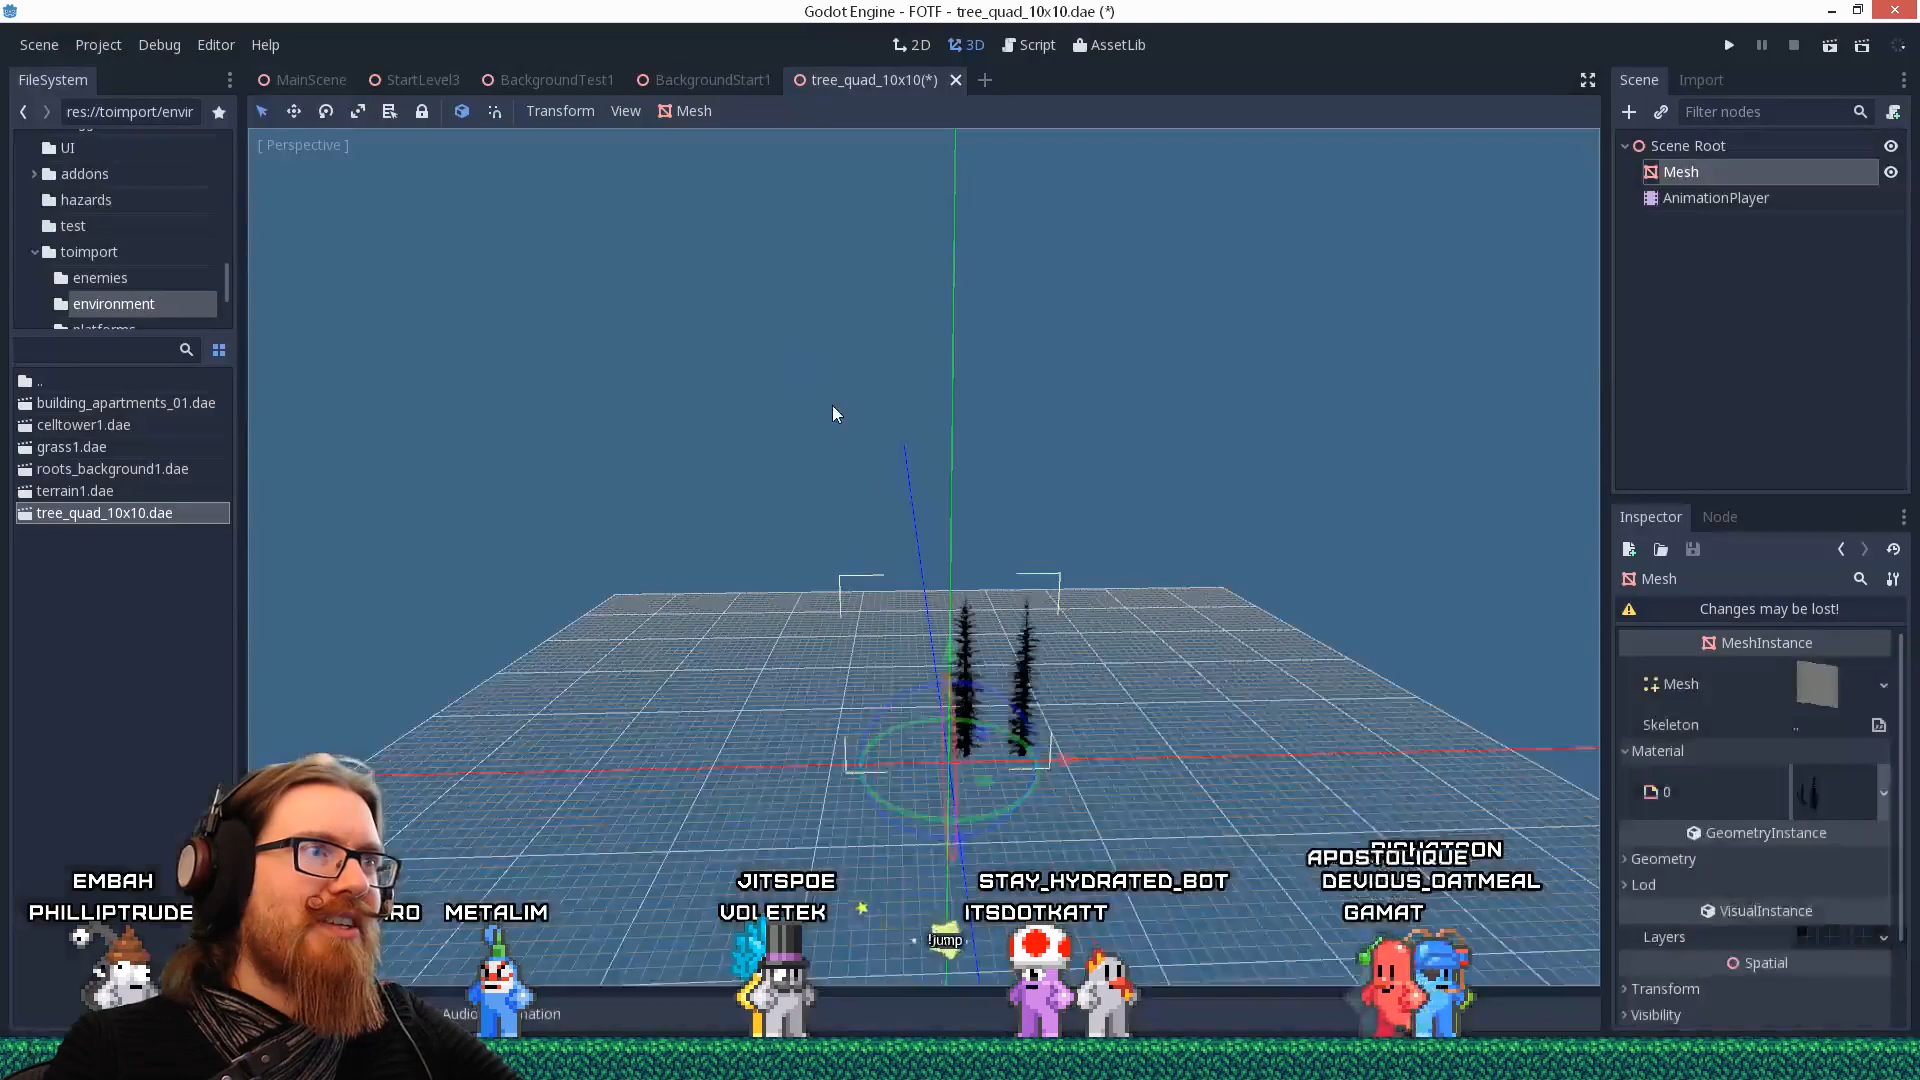 Godot Engine - FOTF - tree_quad_10x10.dae (*)
Scene Project Debug Editor Help
2D 3D Script AssetLib
FileSystem
MainScene StartLevel3 BackgroundTest1 BackgroundStart1 tree_quad_10x10(*)
Scene Import
res://toimport/envir
Transform View Mesh
Filter nodes
[ Perspective ]
UI
addons
hazards
test
toimport
enemies
environment
platforms
..
building_apartments_01.dae
celltower1.dae
grass1.dae
roots_background1.dae
terrain1.dae
tree_quad_10x10.dae
Scene Root
Mesh
AnimationPlayer
Inspector Node
Mesh
Changes may be lost!
MeshInstance
Mesh
Skeleton ..
Material
0
GeometryInstance
Geometry
Lod
VisualInstance
Layers
Spatial
Transform
Visibility
EMBAH
PHILLIPTRUDE
RO
METALIM
JITSPOE
VOLETEK
!jump
STAY_HYDRATED_BOT
ITSDOTKATT
APOSTOLIQUE
DEVIOUS_OATMEAL
GAMAT
Audio